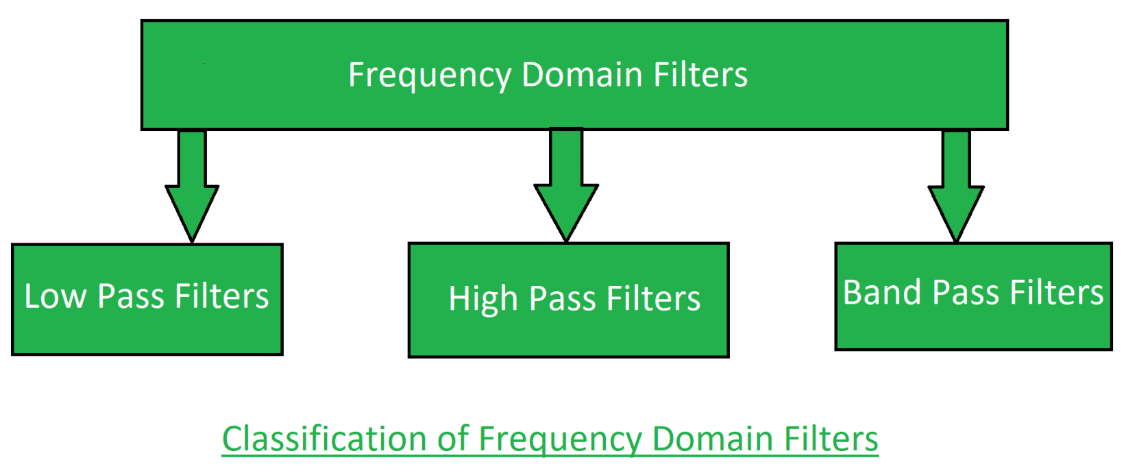 Frequency Domain Filters
Low Pass Filters
High Pass Filters
Band Pass Filters
Classification of Frequency Domain Filters